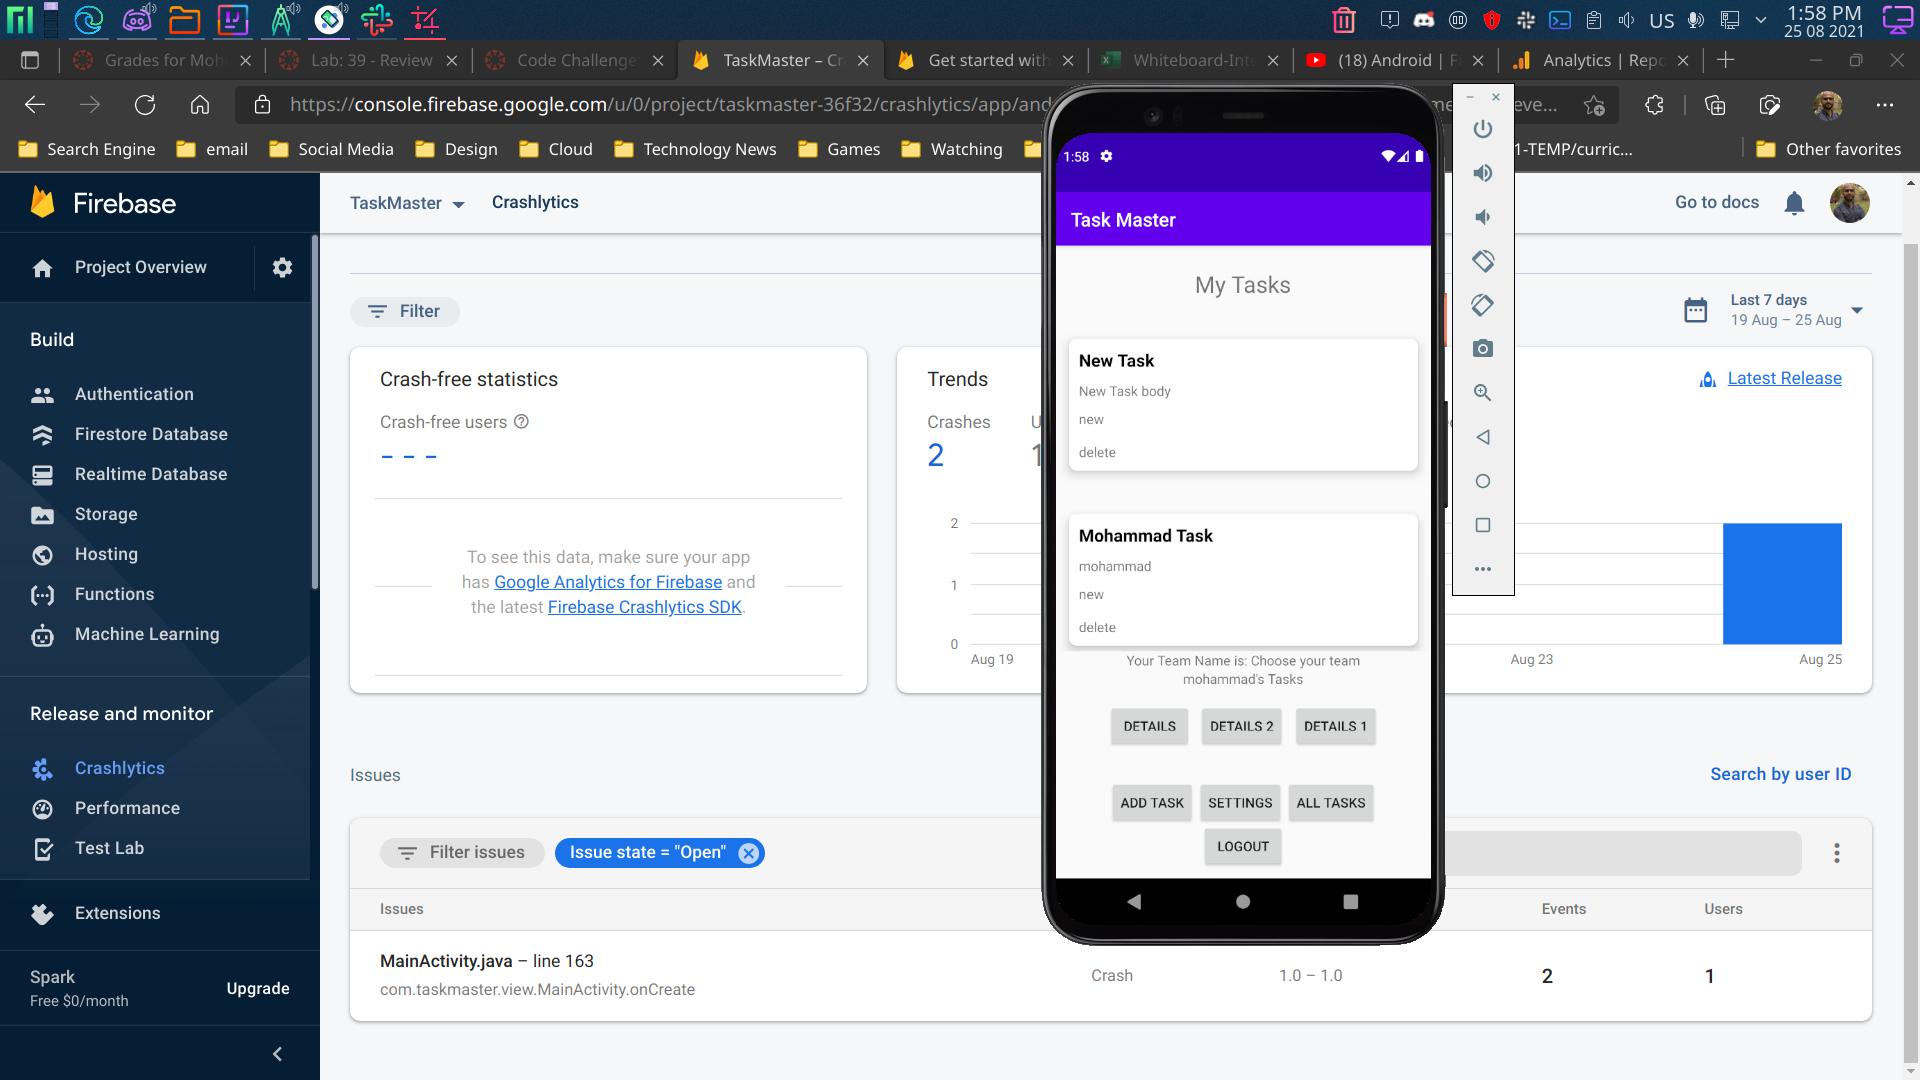 US
1:58 PM
25 08 2021
Grades for Moh
Lab: 39 - Review
Code Challenge
TaskMaster – Cr
Get started with
Whiteboard-Inte
(18) Android | F
Analytics | Repo
https://console.firebase.google.com/u/0/project/taskmaster-36f32/crashlytics/app/and
eve...
Search Engine
email
Social Media
Design
Cloud
Technology News
Games
Watching
1-TEMP/curric...
Other favorites
Firebase
TaskMaster
Crashlytics
Go to docs
Project Overview
Build
Authentication
Firestore Database
Realtime Database
Storage
Hosting
Functions
Machine Learning
Release and monitor
Crashlytics
Performance
Test Lab
Extensions
Spark
Free $0/month
Upgrade
Filter
Last 7 days
19 Aug – 25 Aug
Crash-free statistics
Crash-free users
- - -
To see this data, make sure your app
has Google Analytics for Firebase and
the latest Firebase Crashlytics SDK.
Trends
Latest Release
Crashes
U
2
1
2
1
0
Aug 19
Aug 23
Aug 25
Issues
Search by user ID
Filter issues
Issue state = "Open"
Issues
Events
Users
MainActivity.java – line 163
com.taskmaster.view.MainActivity.onCreate
Crash
1.0 – 1.0
2
1
1:58
Task Master
My Tasks
New Task
New Task body
new
delete
Mohammad Task
mohammad
new
delete
Your Team Name is: Choose your team
mohammad's Tasks
DETAILS
DETAILS 2
DETAILS 1
ADD TASK
SETTINGS
ALL TASKS
LOGOUT